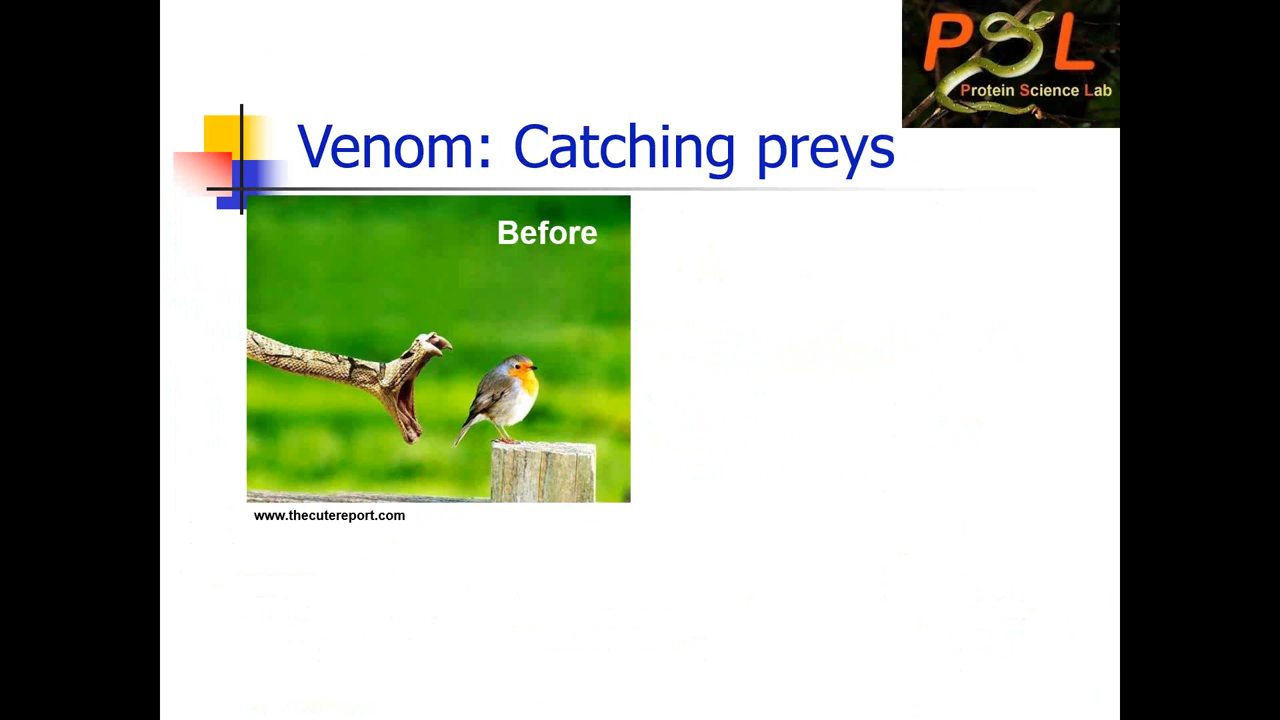 PSL
Protein Science Lab
Venom: Catching preys
Before
www.thecutereport.com